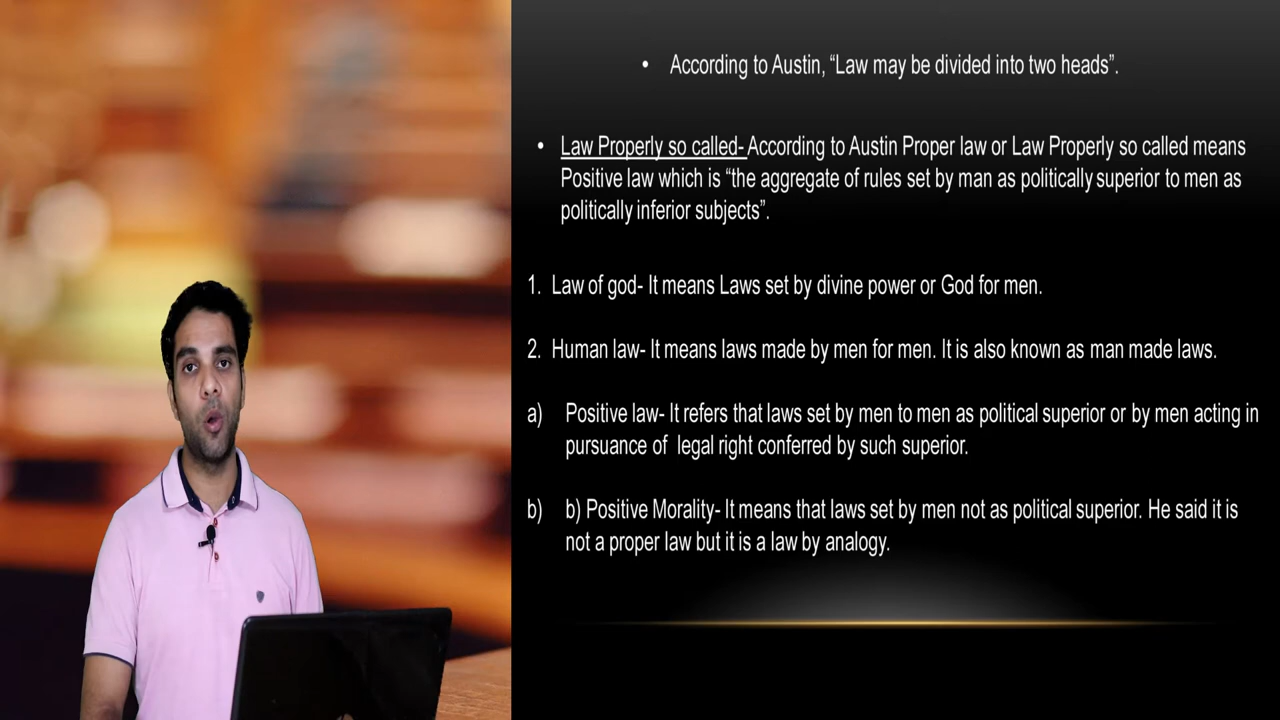 • According to Austin, “Law may be divided into two heads”.
• Law Properly so called- According to Austin Proper law or Law Properly so called means
Positive law which is “the aggregate of rules set by man as politically superior to men as
politically inferior subjects”.
1. Law of god- It means Laws set by divine power or God for men.
2. Human law- It means laws made by men for men. It is also known as man made laws.
a) Positive law- It refers that laws set by men to men as political superior or by men acting in
pursuance of legal right conferred by such superior.
b) b) Positive Morality- It means that laws set by men not as political superior. He said it is
not a proper law but it is a law by analogy.